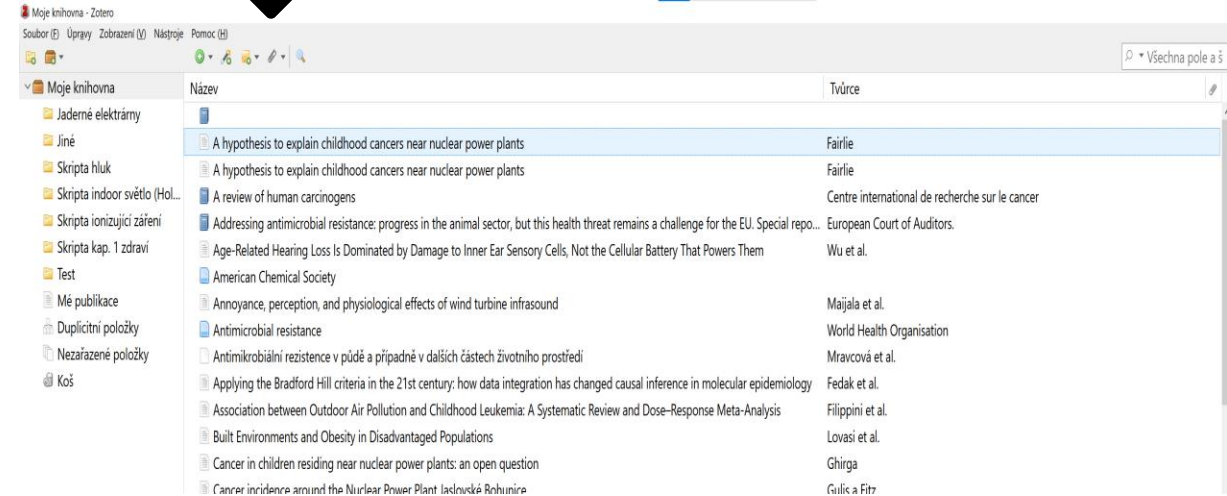 Moje knihovna - Zotero
Soubor (F) Úpravy Zobrazení (V) Nástroje Pomoc (H)
Všechna pole a š
Moje knihovna
Název Tvůrce
Jaderné elektrárny
Jiné
A hypothesis to explain childhood cancers near nuclear power plants Fairlie
Skripta hluk
A hypothesis to explain childhood cancers near nuclear power plants Fairlie
Skripta indoor světlo (Hol...
A review of human carcinogens Centre international de recherche sur le cancer
Skripta ionizující záření
Addressing antimicrobial resistance: progress in the animal sector, but this health threat remains a challenge for the EU. Special repo... European Court of Auditors.
Skripta kap. 1 zdraví
Age-Related Hearing Loss Is Dominated by Damage to Inner Ear Sensory Cells, Not the Cellular Battery That Powers Them Wu et al.
Test
American Chemical Society
Mé publikace
Annoyance, perception, and physiological effects of wind turbine infrasound Maijala et al.
Duplicitní položky
Antimicrobial resistance World Health Organisation
Nezařazené položky
Antimikrobiální rezistence v půdě a případně v dalších částech životního prostředí Mravcová et al.
Koš
Applying the Bradford Hill criteria in the 21st century: how data integration has changed causal inference in molecular epidemiology Fedak et al.
Association between Outdoor Air Pollution and Childhood Leukemia: A Systematic Review and Dose–Response Meta-Analysis Filippini et al.
Built Environments and Obesity in Disadvantaged Populations Lovasi et al.
Cancer in children residing near nuclear power plants: an open question Ghirga
Cancer incidence around the Nuclear Power Plant Jaslovské Bohunice Gulis a Fitz